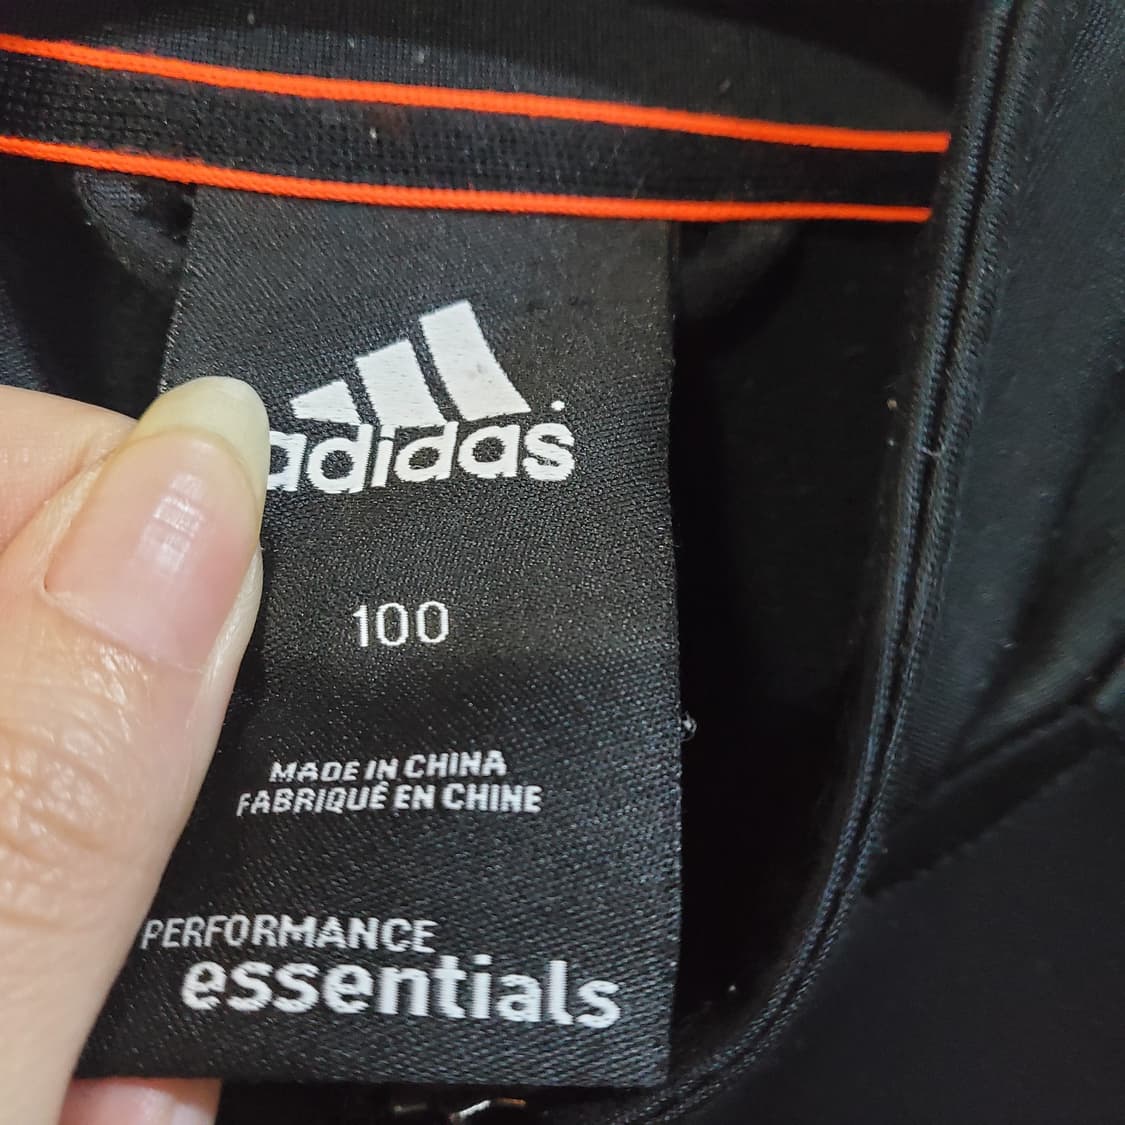 adidas
100
MADE IN CHINA
FABRIQUÉ EN CHINE
PERFORMANCE
essentials